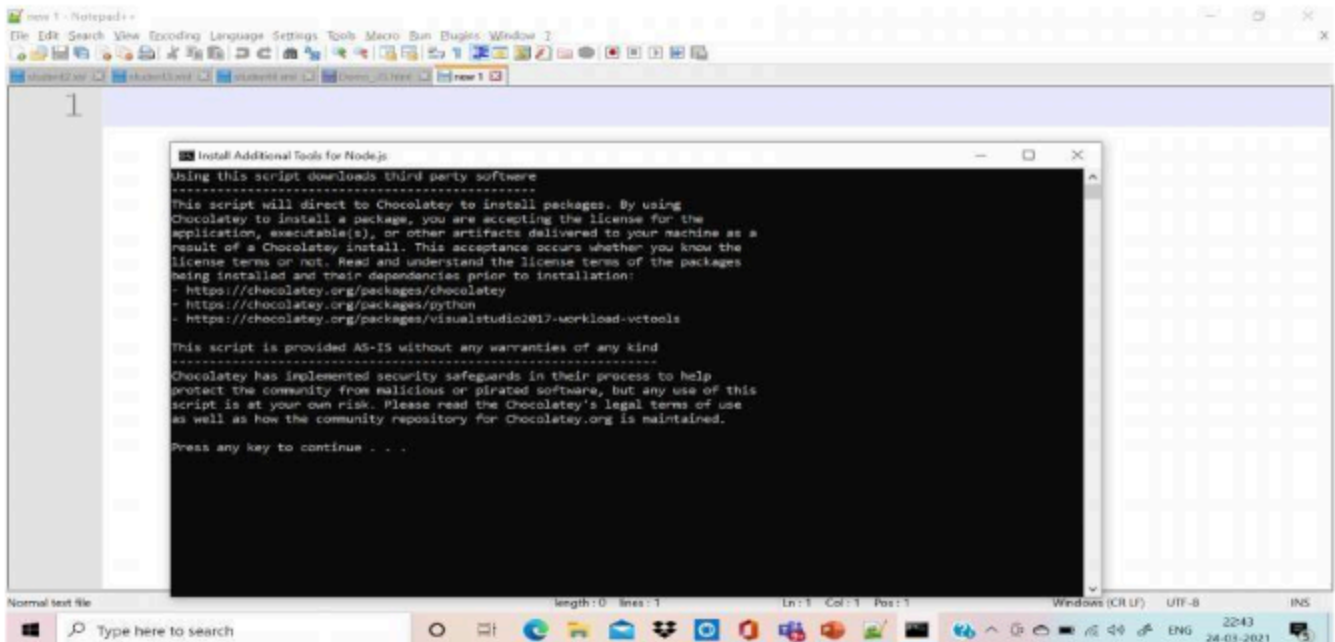 new 1 - Notepad++
File Edit Search View Encoding Language Settings Tools Macro Run Plugins Window ?
X
new 1
1
Install Additional Tools for Node.js
Using this script downloads third party software
------------------------------------------------
This script will direct to Chocolatey to install packages. By using
Chocolatey to install a package, you are accepting the license for the
application, executable(s), or other artifacts delivered to your machine as a
result of a Chocolatey install. This acceptance occurs whether you know the
license terms or not. Read and understand the license terms of the packages
being installed and their dependencies prior to installation:
- https://chocolatey.org/packages/chocolatey
- https://chocolatey.org/packages/python
- https://chocolatey.org/packages/visualstudio2017-workload-vctools
This script is provided AS-IS without any warranties of any kind
----------------------------------------------------------------
Chocolatey has implemented security safeguards in their process to help
protect the community from malicious or pirated software, but any use of this
script is at your own risk. Please read the Chocolatey's legal terms of use
as well as how the community repository for Chocolatey.org is maintained.
Press any key to continue . . .
Normal text file length : 0 lines : 1 Ln : 1 Col : 1 Pos : 1 Windows (CR LF) UTF-8 INS
Type here to search
ENG
22:43
24-03-2021